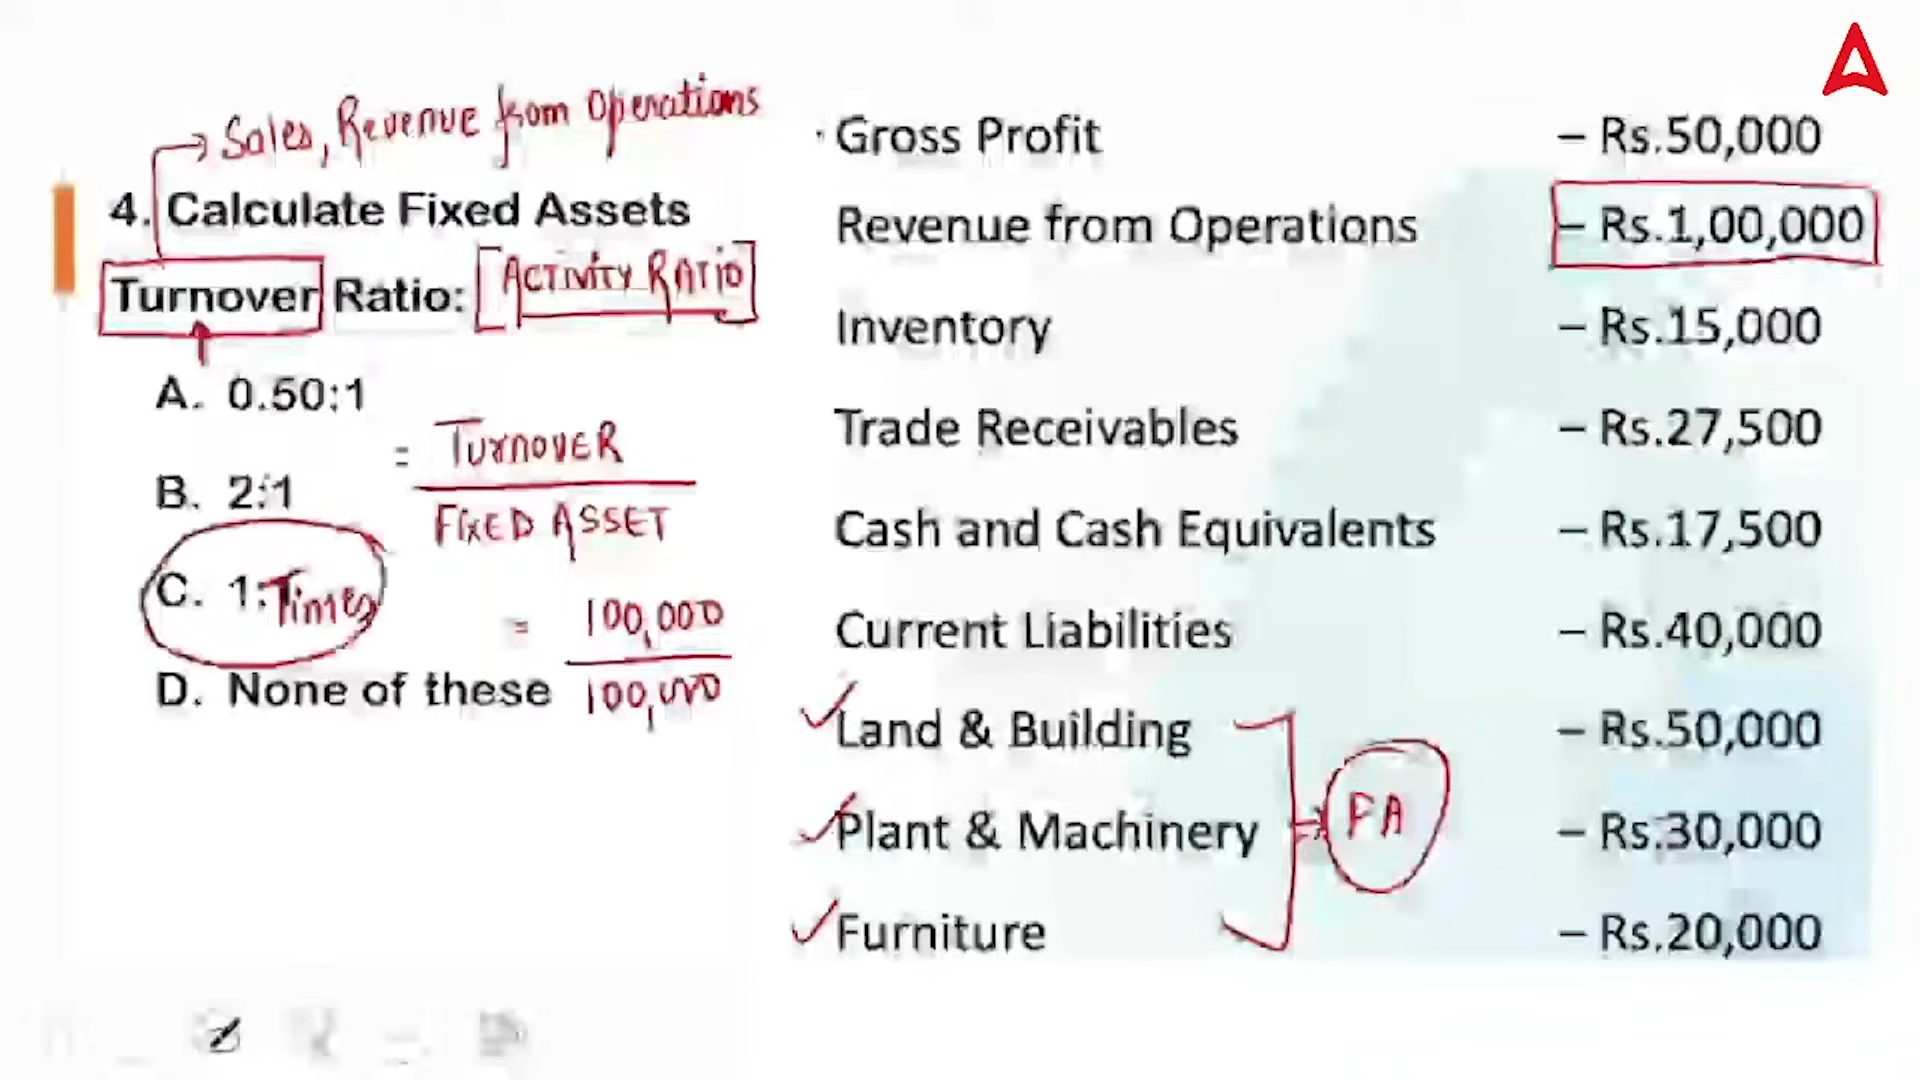 Sales, Revenue from Operations
4. Calculate Fixed Assets
Turnover Ratio: [ACTIVITY RATIO]
A. 0.50:1
B. 2:1
C. 1:Times
D. None of these
= TURNOVER
FIXED ASSET
= 100,000
100,000
Gross Profit – Rs.50,000
Revenue from Operations – Rs.1,00,000
Inventory – Rs.15,000
Trade Receivables – Rs.27,500
Cash and Cash Equivalents – Rs.17,500
Current Liabilities – Rs.40,000
Land & Building – Rs.50,000
Plant & Machinery – Rs.30,000
Furniture – Rs.20,000
FA